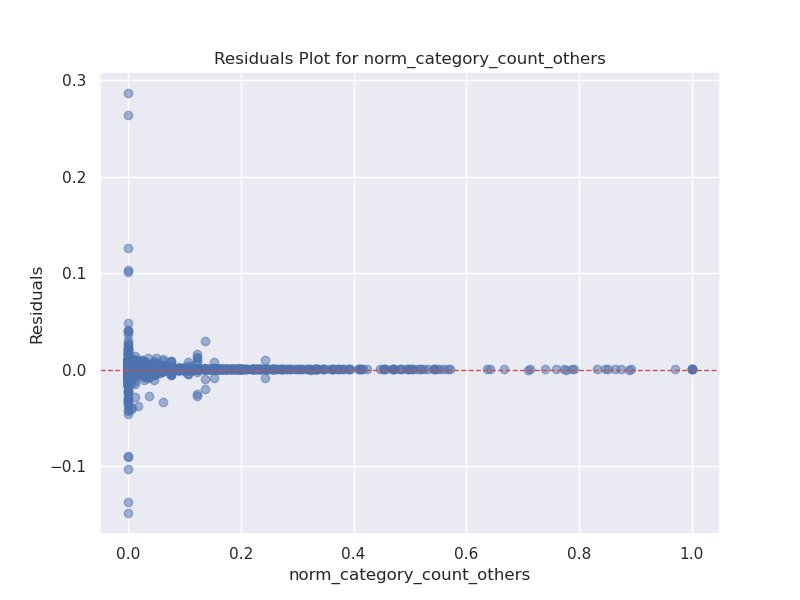 Residuals Plot for norm_category_count_others
0.3
0.2
0.1
0.0
−0.1
Residuals
0.0 0.2 0.4 0.6 0.8 1.0
norm_category_count_others